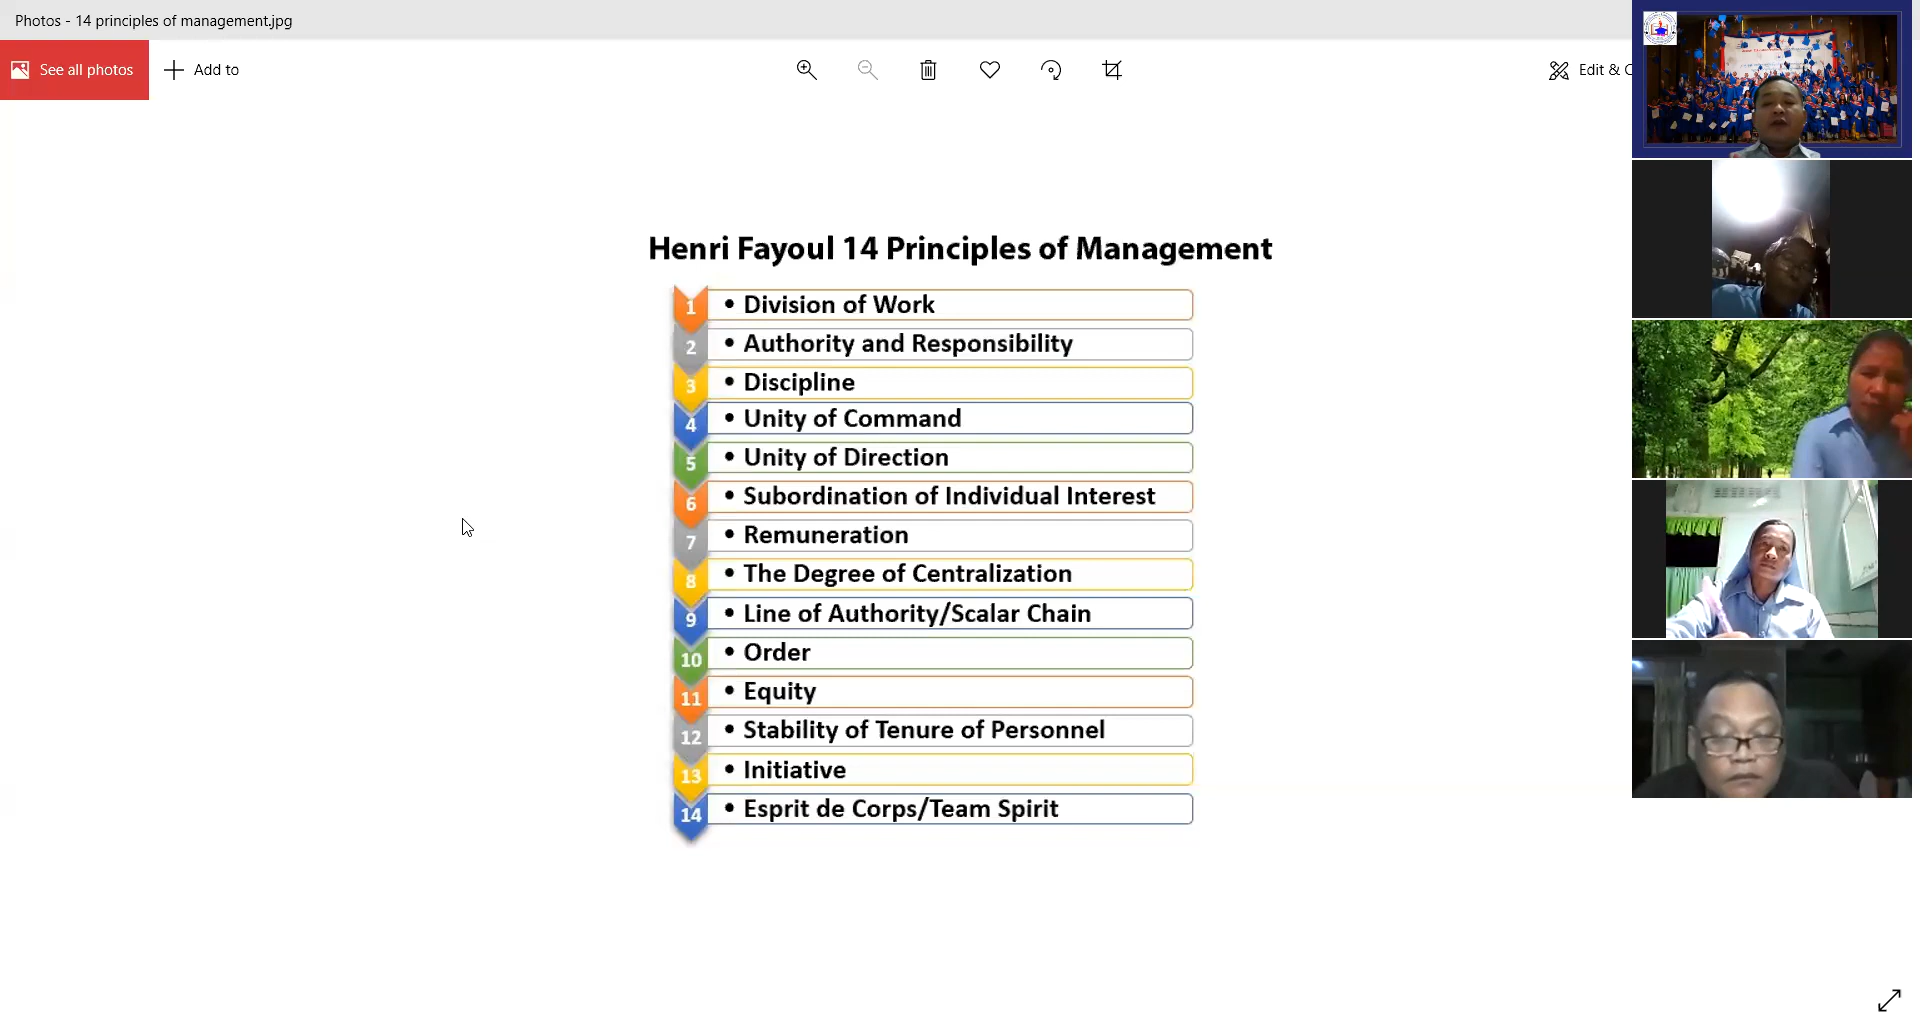 Photos - 14 principles of management.jpg
See all photos
Add to
Edit & C
Henri Fayoul 14 Principles of Management
1 • Division of Work
2 • Authority and Responsibility
3 • Discipline
4 • Unity of Command
5 • Unity of Direction
6 • Subordination of Individual Interest
7 • Remuneration
8 • The Degree of Centralization
9 • Line of Authority/Scalar Chain
10 • Order
11 • Equity
12 • Stability of Tenure of Personnel
13 • Initiative
14 • Esprit de Corps/Team Spirit